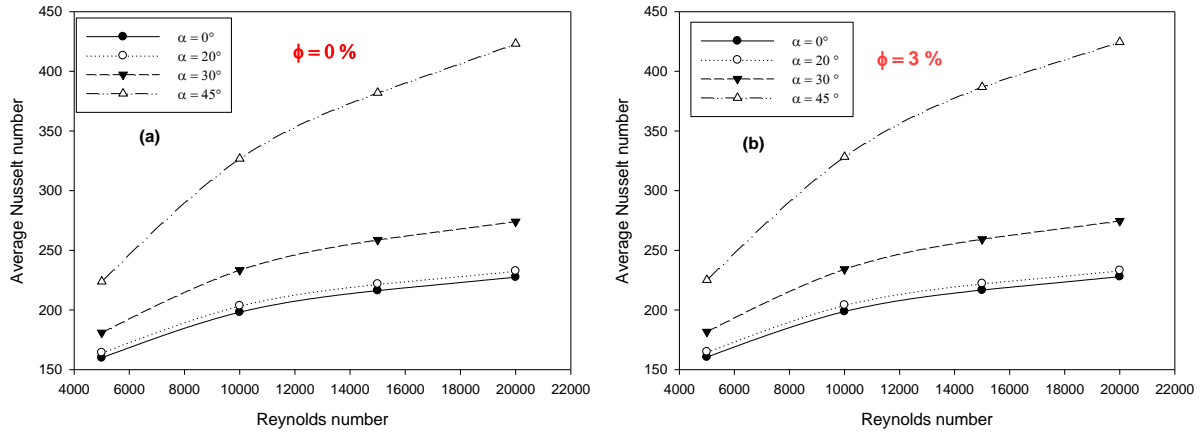 450
400
350
300
250
200
150
Average Nusselt number
α = 0°
α = 20°
α = 30°
α = 45°
ϕ = 0 %
(a)
4000 6000 8000 10000 12000 14000 16000 18000 20000 22000
Reynolds number
450
400
350
300
250
200
150
Average Nusselt number
α = 0°
α = 20 °
α = 30 °
α = 45 °
ϕ = 3 %
(b)
4000 6000 8000 10000 12000 14000 16000 18000 20000 22000
Reynolds number